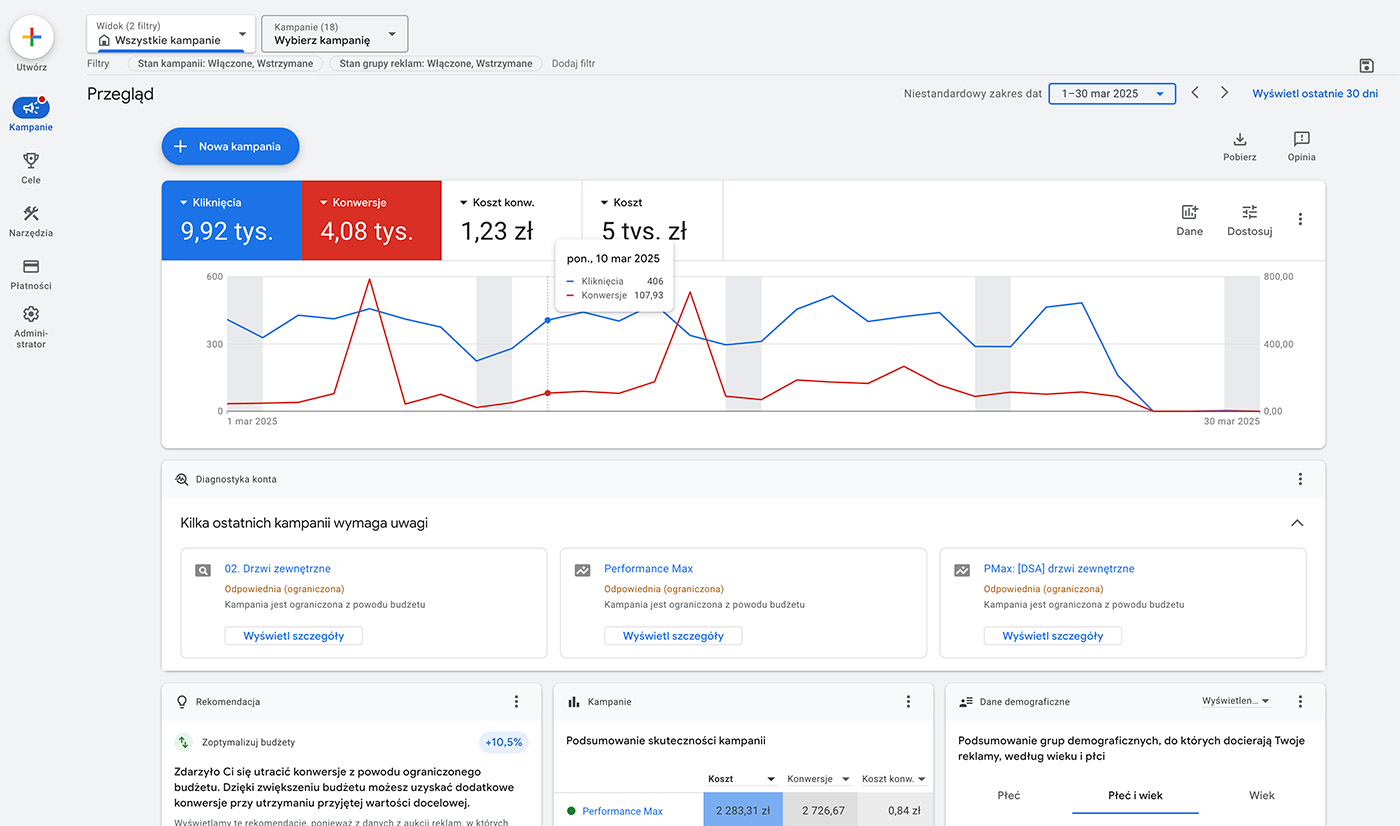 Utwórz
Kampanie
Cele
Narzędzia
Płatności
Admini-
strator
Widok (2 filtry)
Wszystkie kampanie
Kampanie (18)
Wybierz kampanię
Filtry
Stan kampanii: Włączone, Wstrzymane
Stan grupy reklam: Włączone, Wstrzymane
Dodaj filtr
Przegląd
Niestandardowy zakres dat
1–30 mar 2025
Wyświetl ostatnie 30 dni
Nowa kampania
Pobierz
Opinia
Kliknięcia
9,92 tys.
Konwersje
4,08 tys.
Koszt konw.
1,23 zł
Koszt
5 tys. zł
Dane
Dostosuj
pon., 10 mar 2025
Kliknięcia 406
Konwersje 107,93
600
300
0
800,00
400,00
0,00
1 mar 2025
30 mar 2025
Diagnostyka konta
Kilka ostatnich kampanii wymaga uwagi
02. Drzwi zewnętrzne
Odpowiednia (ograniczona)
Kampania jest ograniczona z powodu budżetu
Wyświetl szczegóły
Performance Max
Odpowiednia (ograniczona)
Kampania jest ograniczona z powodu budżetu
Wyświetl szczegóły
PMax: [DSA] drzwi zewnętrzne
Odpowiednia (ograniczona)
Kampania jest ograniczona z powodu budżetu
Wyświetl szczegóły
Rekomendacja
Zoptymalizuj budżety
+10,5%
Zdarzyło Ci się utracić konwersje z powodu ograniczonego
budżetu. Dzięki zwiększeniu budżetu możesz uzyskać dodatkowe
konwersje przy utrzymaniu przyjętej wartości docelowej.
Wyświetlamy tę rekomendację, ponieważ z danych z aukcji reklam, w których
Kampanie
Podsumowanie skuteczności kampanii
Koszt Konwersje Koszt konw.
Performance Max 2 283,31 zł 2 726,67 0,84 zł
Dane demograficzne
Wyświetlen...
Podsumowanie grup demograficznych, do których docierają Twoje
reklamy, według wieku i płci
Płeć
Płeć i wiek
Wiek